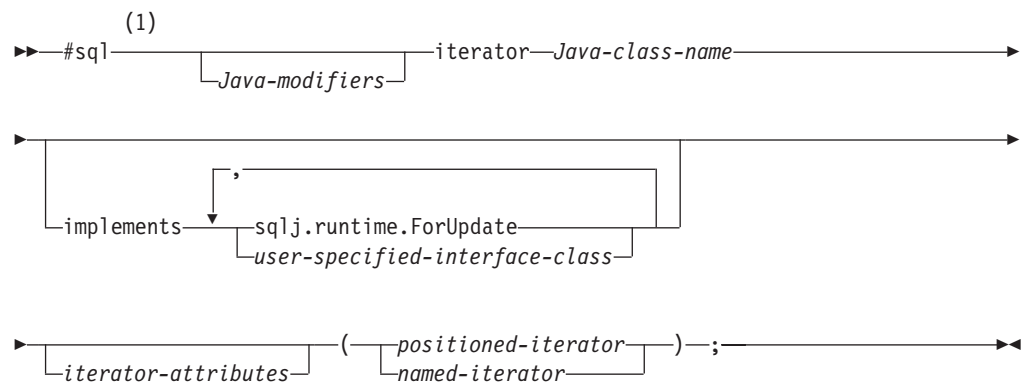 (1)
#sql iterator Java-class-name
Java-modifiers
,
implements sqlj.runtime.ForUpdate
user-specified-interface-class
( positioned-iterator ) ;
iterator-attributes named-iterator